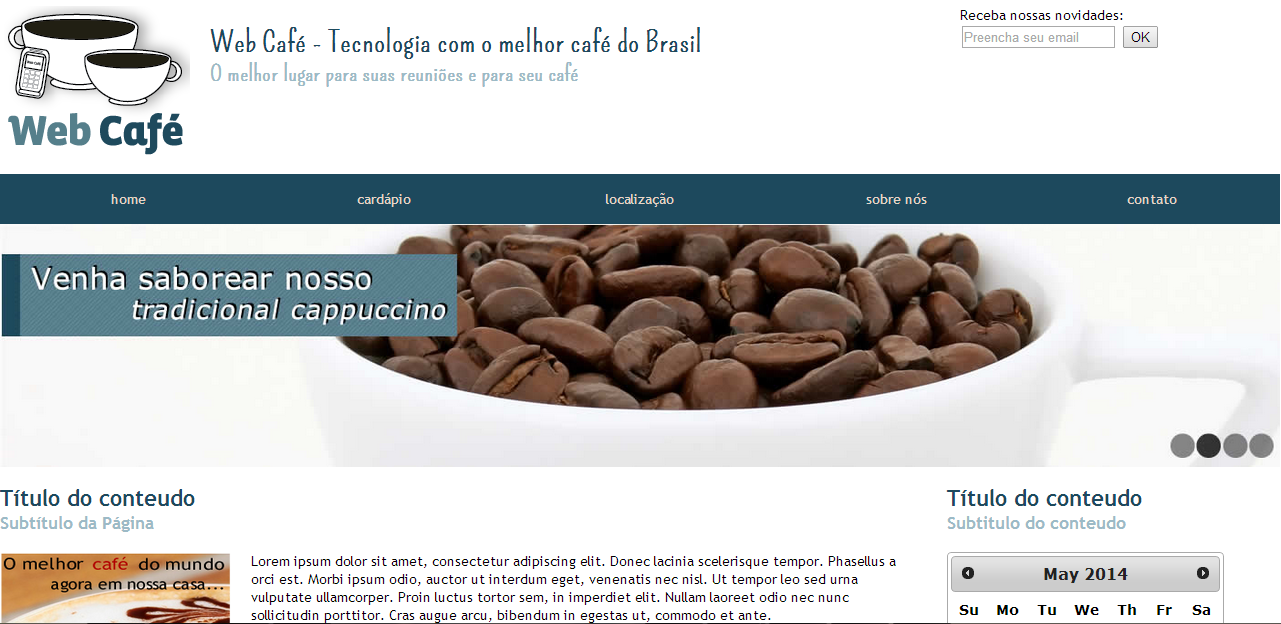 Web Café
Web Café - Tecnologia com o melhor café do Brasil
O melhor lugar para suas reuniões e para seu café
Receba nossas novidades:
Preencha seu email OK
home cardápio localização sobre nós contato
Venha saborear nosso
tradicional cappuccino
Título do conteudo
Subtítulo da Página
O melhor café do mundo
agora em nossa casa...
Lorem ipsum dolor sit amet, consectetur adipiscing elit. Donec lacinia scelerisque tempor. Phasellus a
orci est. Morbi ipsum odio, auctor ut interdum eget, venenatis nec nisl. Ut tempor leo sed urna
vulputate ullamcorper. Proin luctus tortor sem, in imperdiet elit. Nullam laoreet odio nec nunc
sollicitudin porttitor. Cras augue arcu, bibendum in egestas ut, commodo et ante.
Título do conteudo
Subtitulo do conteudo
May 2014
Su Mo Tu We Th Fr Sa